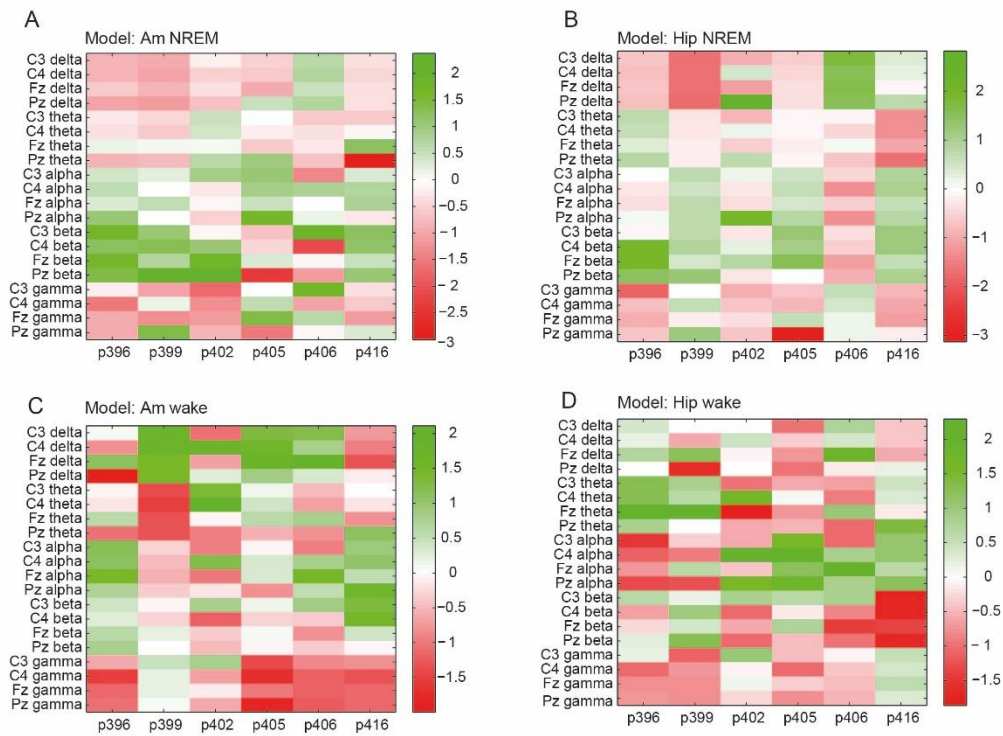 A
Model: Am NREM
C3 delta
C4 delta
Fz delta
Pz delta
C3 theta
C4 theta
Fz theta
Pz theta
C3 alpha
C4 alpha
Fz alpha
Pz alpha
C3 beta
C4 beta
Fz beta
Pz beta
C3 gamma
C4 gamma
Fz gamma
Pz gamma
p396 p399 p402 p405 p406 p416
2
1.5
1
0.5
0
−0.5
−1
−1.5
−2
−2.5
−3
B
Model: Hip NREM
C3 delta
C4 delta
Fz delta
Pz delta
C3 theta
C4 theta
Fz theta
Pz theta
C3 alpha
C4 alpha
Fz alpha
Pz alpha
C3 beta
C4 beta
Fz beta
Pz beta
C3 gamma
C4 gamma
Fz gamma
Pz gamma
p396 p399 p402 p405 p406 p416
2
1
0
−1
−2
−3
C
Model: Am wake
C3 delta
C4 delta
Fz delta
Pz delta
C3 theta
C4 theta
Fz theta
Pz theta
C3 alpha
C4 alpha
Fz alpha
Pz alpha
C3 beta
C4 beta
Fz beta
Pz beta
C3 gamma
C4 gamma
Fz gamma
Pz gamma
p396 p399 p402 p405 p406 p416
2
1.5
1
0.5
0
−0.5
−1
−1.5
D
Model: Hip wake
C3 delta
C4 delta
Fz delta
Pz delta
C3 theta
C4 theta
Fz theta
Pz theta
C3 alpha
C4 alpha
Fz alpha
Pz alpha
C3 beta
C4 beta
Fz beta
Pz beta
C3 gamma
C4 gamma
Fz gamma
Pz gamma
p396 p399 p402 p405 p406 p416
2
1.5
1
0.5
0
−0.5
−1
−1.5